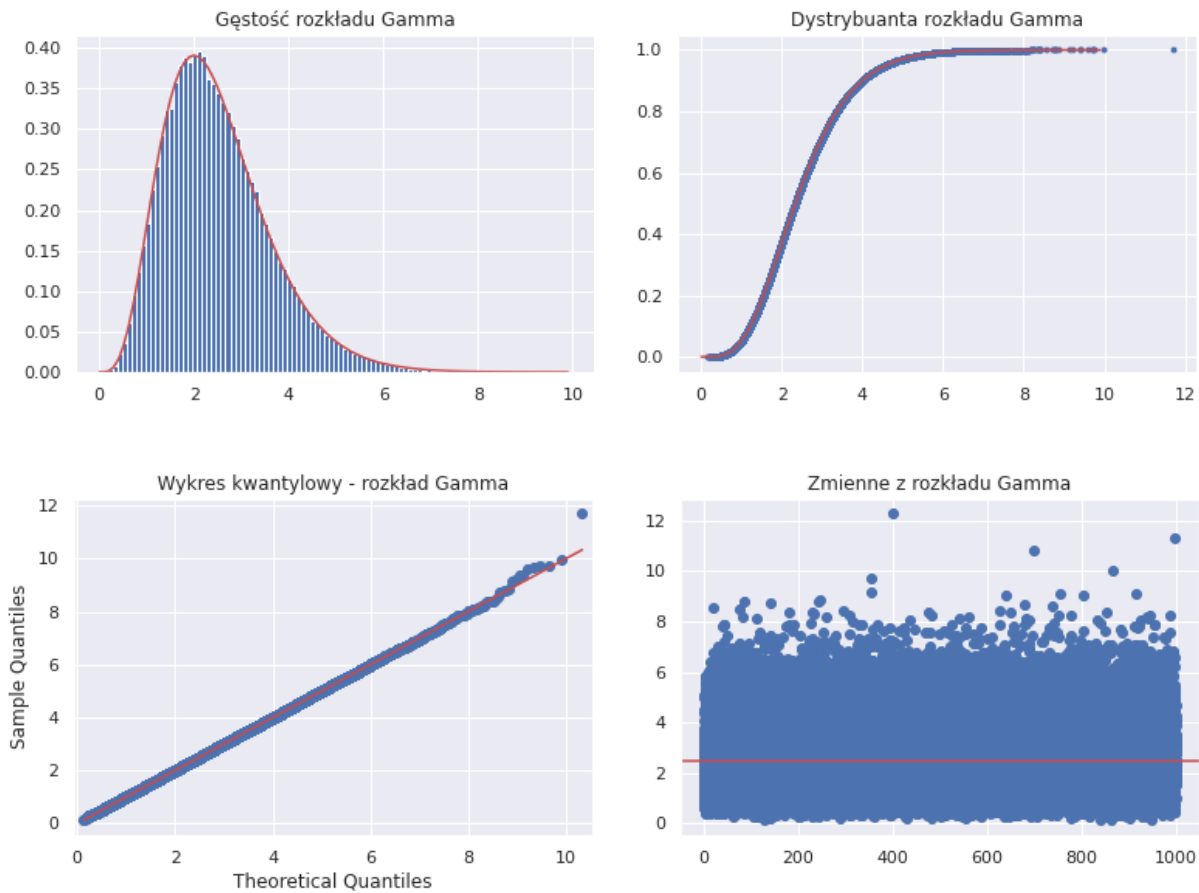 Gęstość rozkładu Gamma
0.40
0.35
0.30
0.25
0.20
0.15
0.10
0.05
0.00
0 2 4 6 8 10
Dystrybuanta rozkładu Gamma
1.0
0.8
0.6
0.4
0.2
0.0
0 2 4 6 8 10 12
Wykres kwantylowy - rozkład Gamma
Sample Quantiles
12
10
8
6
4
2
0
0 2 4 6 8 10
Theoretical Quantiles
Zmienne z rozkładu Gamma
12
10
8
6
4
2
0
0 200 400 600 800 1000